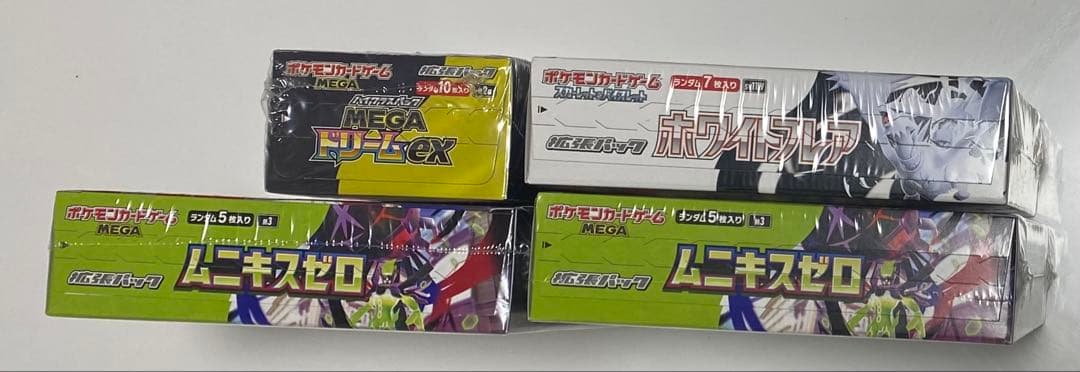 ポケモンカードゲーム
MEGA
拡張パック
ランダム10枚入り
ハイクラスパック
MEGA
ドリームex
ポケモンカードゲーム
スカーレット&バイオレット
ランダム7枚入り
拡張パック
ホワイトフレア
ポケモンカードゲーム
MEGA
ランダム5枚入り
m3
拡張パック
ムニキスゼロ
ポケモンカードゲーム
MEGA
ランダム5枚入り
m3
拡張パック
ムニキスゼロ